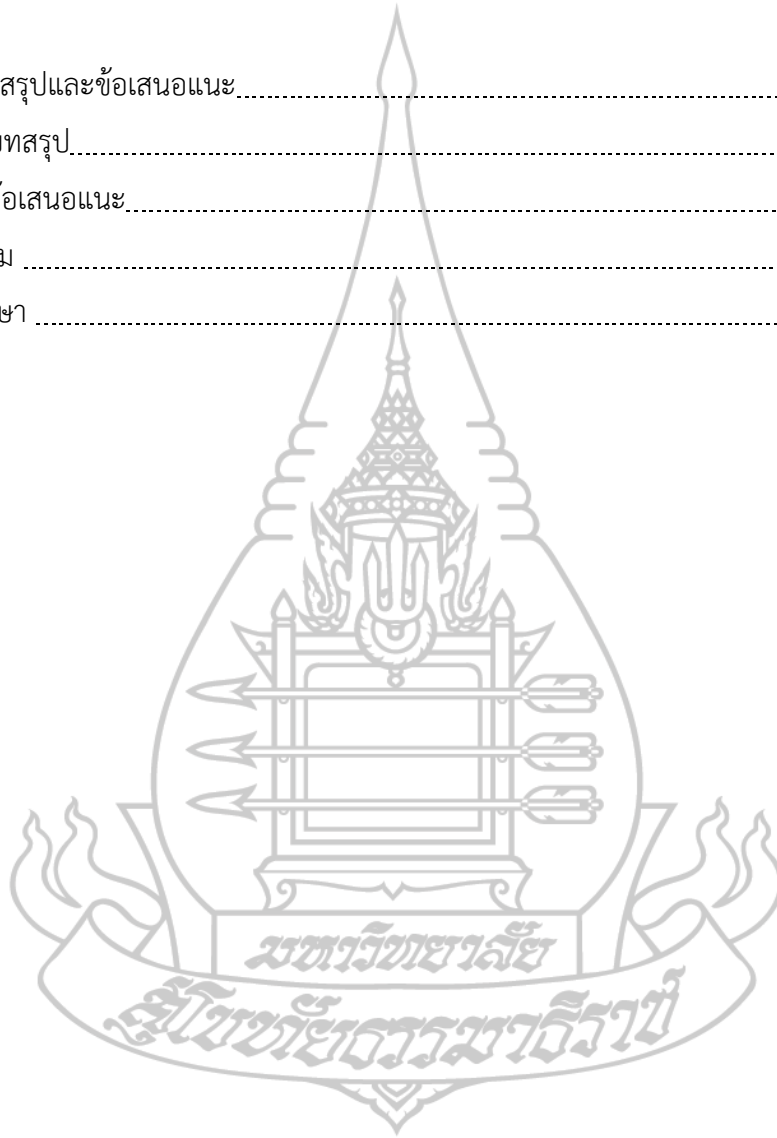 สรุปและข้อเสนอแนะ
ทสรุป
อเสนอแนะ
ม
ษา
มหาวิทยาลัย
สุโขทัยธรรมาธิราช